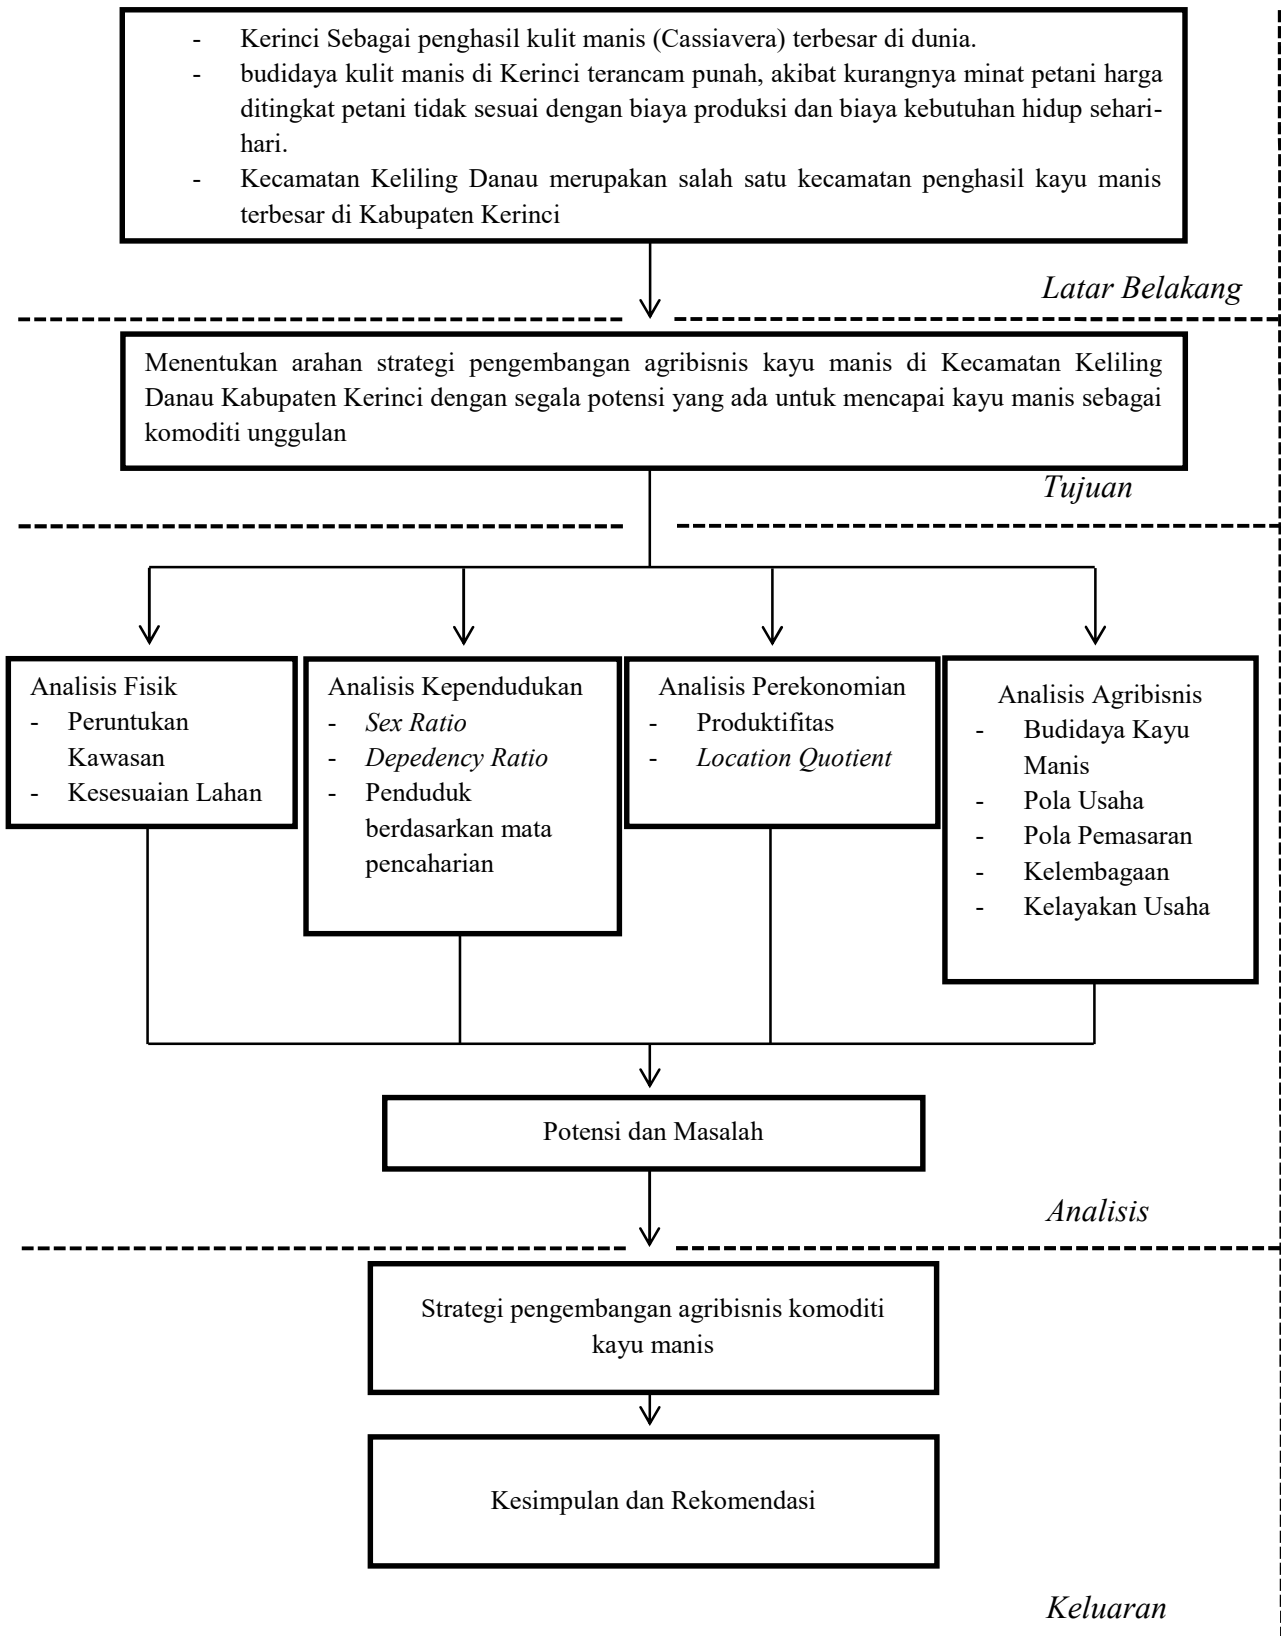 - Kerinci Sebagai penghasil kulit manis (Cassiavera) terbesar di dunia.
- budidaya kulit manis di Kerinci terancam punah, akibat kurangnya minat petani harga
ditingkat petani tidak sesuai dengan biaya produksi dan biaya kebutuhan hidup sehari-
hari.
- Kecamatan Keliling Danau merupakan salah satu kecamatan penghasil kayu manis
terbesar di Kabupaten Kerinci
Latar Belakang
Menentukan arahan strategi pengembangan agribisnis kayu manis di Kecamatan Keliling
Danau Kabupaten Kerinci dengan segala potensi yang ada untuk mencapai kayu manis sebagai
komoditi unggulan
Tujuan
Analisis Fisik
- Peruntukan
Kawasan
- Kesesuaian Lahan
Analisis Kependudukan
- Sex Ratio
- Depedency Ratio
- Penduduk
berdasarkan mata
pencaharian
Analisis Perekonomian
- Produktifitas
- Location Quotient
Analisis Agribisnis
- Budidaya Kayu
Manis
- Pola Usaha
- Pola Pemasaran
- Kelembagaan
- Kelayakan Usaha
Potensi dan Masalah
Analisis
Strategi pengembangan agribisnis komoditi
kayu manis
Kesimpulan dan Rekomendasi
Keluaran